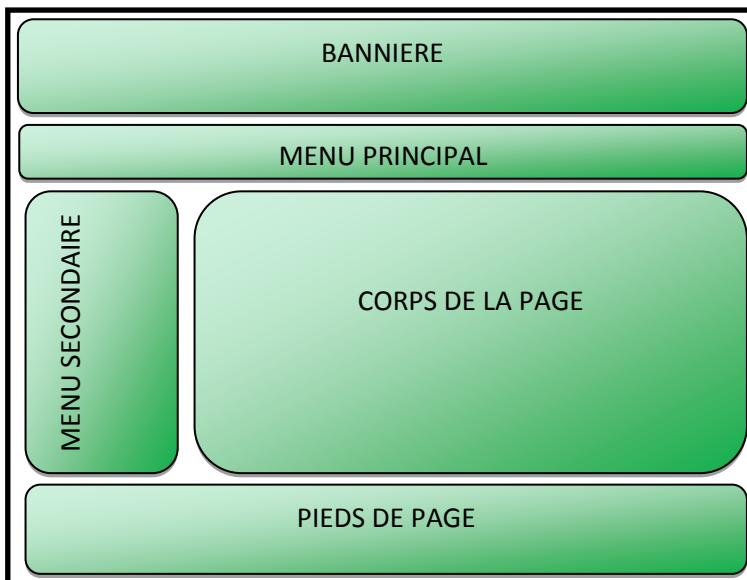 BANNIERE
MENU PRINCIPAL
MENU SECONDAIRE
CORPS DE LA PAGE
PIEDS DE PAGE